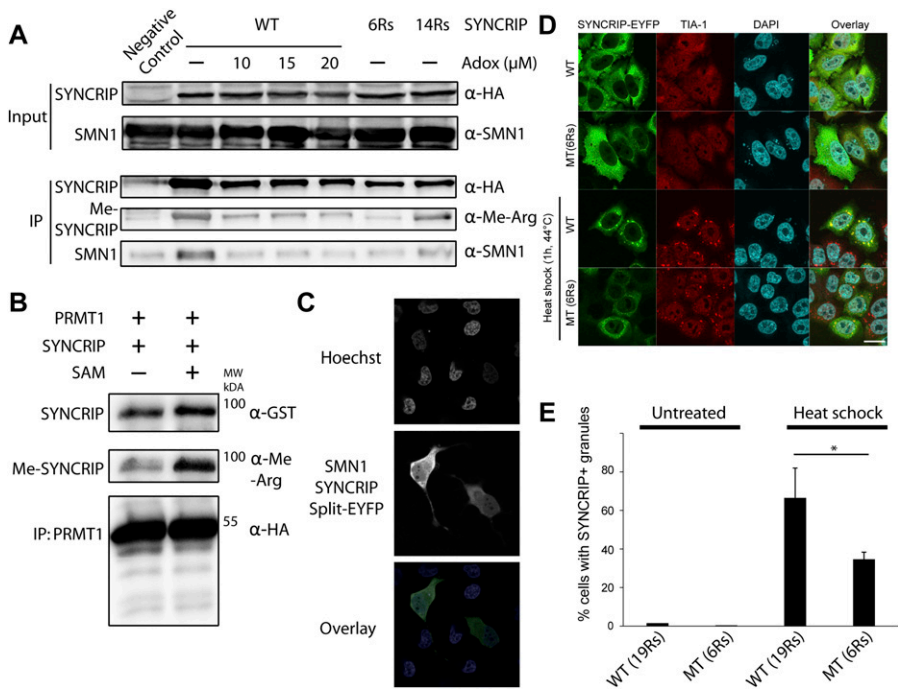 A
Negative Control
WT
6Rs
14Rs
SYNCRIP
–
10
15
20
–
–
Adox (μM)
Input
SYNCRIP
α-HA
SMN1
α-SMN1
IP
SYNCRIP
α-HA
Me-
SYNCRIP
α-Me-Arg
SMN1
α-SMN1
B
PRMT1
+
+
SYNCRIP
+
+
SAM
–
+
MW
kDA
SYNCRIP
100
α-GST
Me-SYNCRIP
100
α-Me
-Arg
IP: PRMT1
55
α-HA
C
Hoechst
SMN1
SYNCRIP
Split-EYFP
Overlay
D
SYNCRIP-EYFP
TIA-1
DAPI
Overlay
WT
MT(6Rs)
Heat shock (1h, 44°C)
WT
MT (6Rs)
E
Untreated
Heat schock
% cells with SYNCRIP+ granules
100
80
60
40
20
0
*
WT (19Rs)
MT (6Rs)
WT (19Rs)
MT (6Rs)